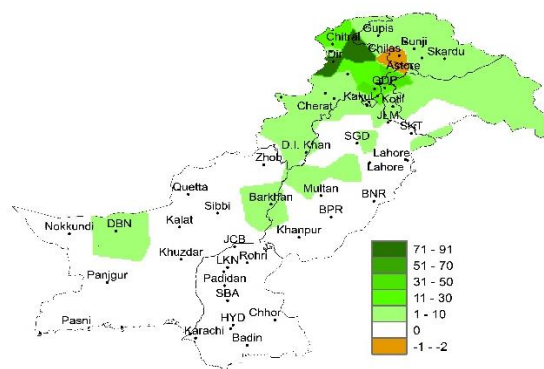 Gupis
Chitral
Bunji
Chilas
Skardu
Dir
Astore
GDP
Kakul
Kotli
Cherat
JLM
SKT
SGD
D.I. Khan
Lahore
Lahore
Zhob
Quetta
Barkhan
Multan
Sibbi
BNR
DBN
BPR
Nokkundi
Kalat
Khanpur
JCB
Khuzdar
LKN
Rohri
Padidan
Panjgur
SBA
Pasni
HYD
Chhor
Karachi
Badin
71 - 91
51 - 70
31 - 50
11 - 30
1 - 10
0
-1 - -2